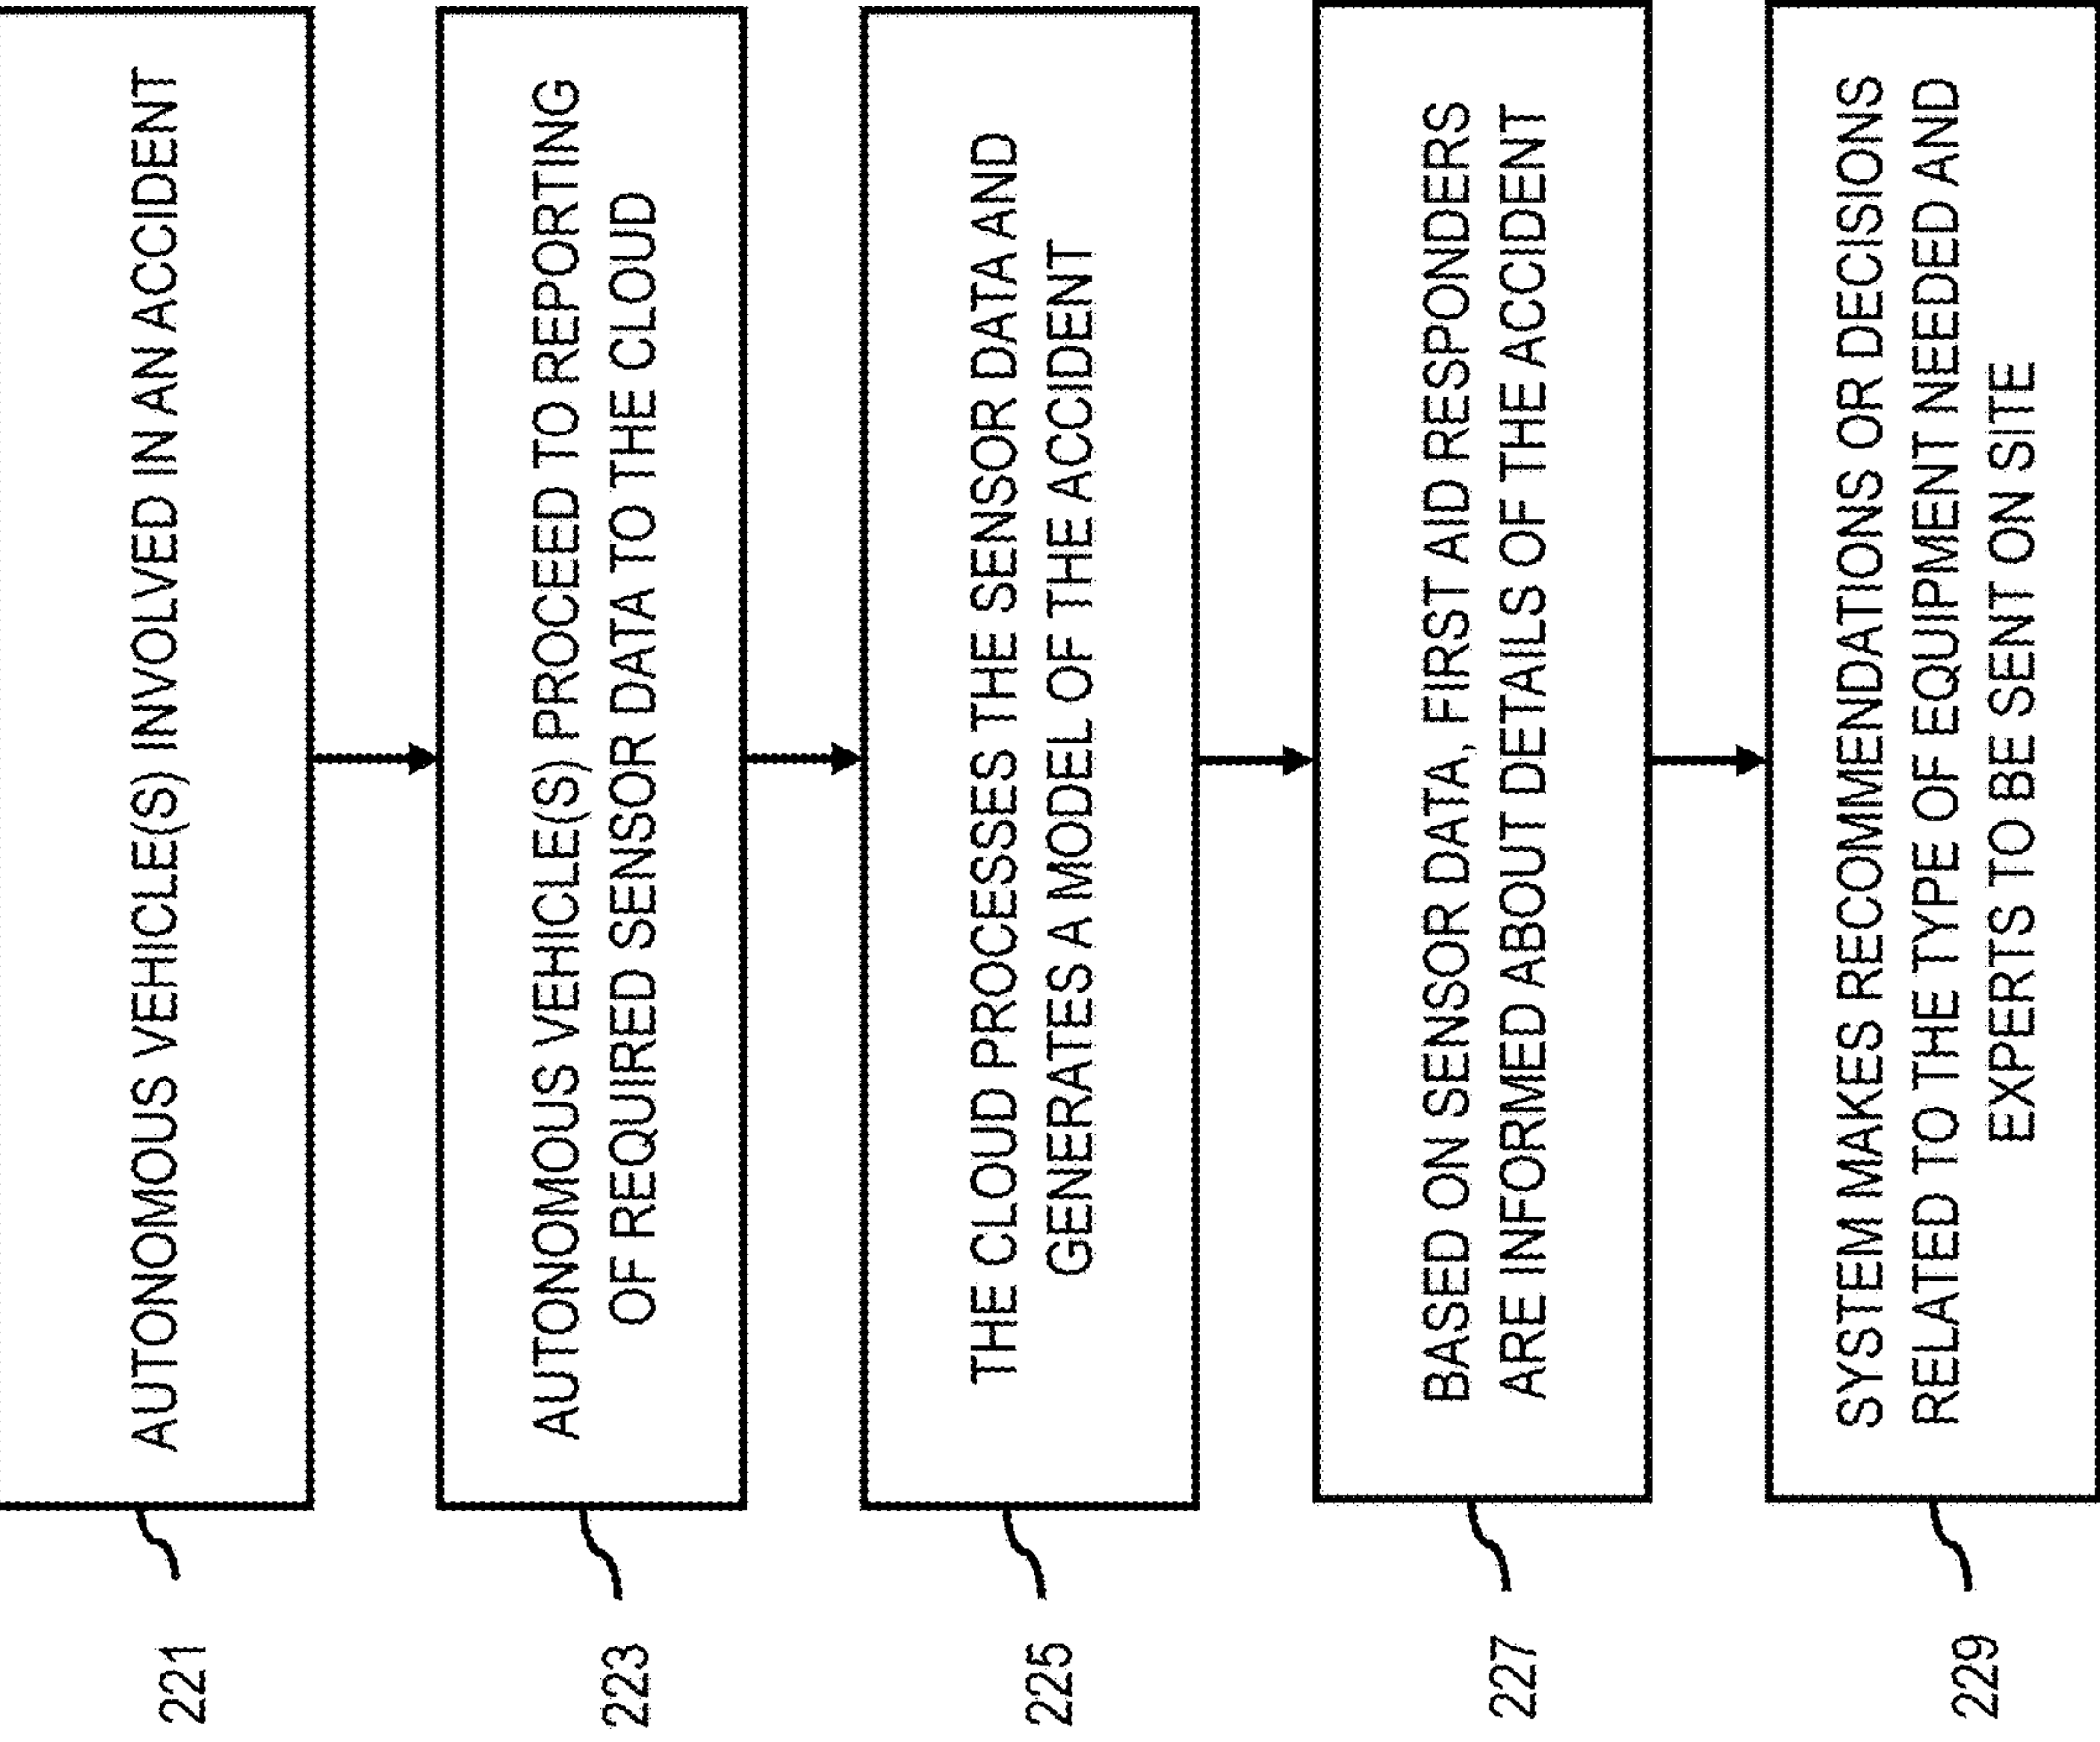 221
AUTONOMOUS VEHICLE(S) INVOLVED IN AN ACCIDENT
223
AUTONOMOUS VEHICLE(S) PROCEED TO REPORTING
OF REQUIRED SENSOR DATA TO THE CLOUD
225
THE CLOUD PROCESSES THE SENSOR DATA AND
GENERATES A MODEL OF THE ACCIDENT
227
BASED ON SENSOR DATA, FIRST AID RESPONDERS
ARE INFORMED ABOUT DETAILS OF THE ACCIDENT
229
SYSTEM MAKES RECOMMENDATIONS OR DECISIONS
RELATED TO THE TYPE OF EQUIPMENT NEEDED AND
EXPERTS TO BE SENT ON SITE